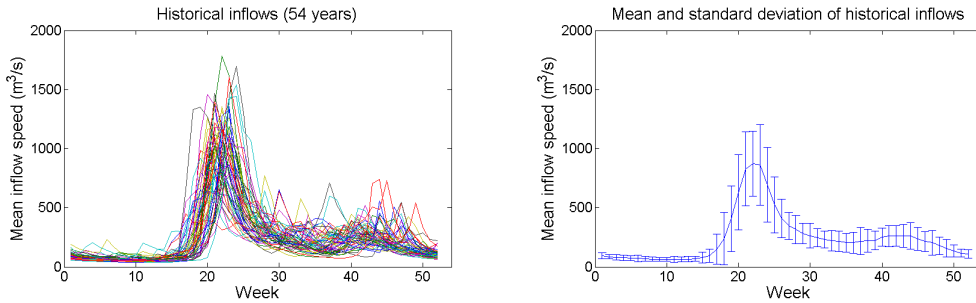 Historical inflows (54 years)
2000
1500
1000
500
0
Mean inflow speed (m³/s)
0 10 20 30 40 50
Week
Mean and standard deviation of historical inflows
2000
1500
1000
500
0
Mean inflow speed (m³/s)
0 10 20 30 40 50
Week